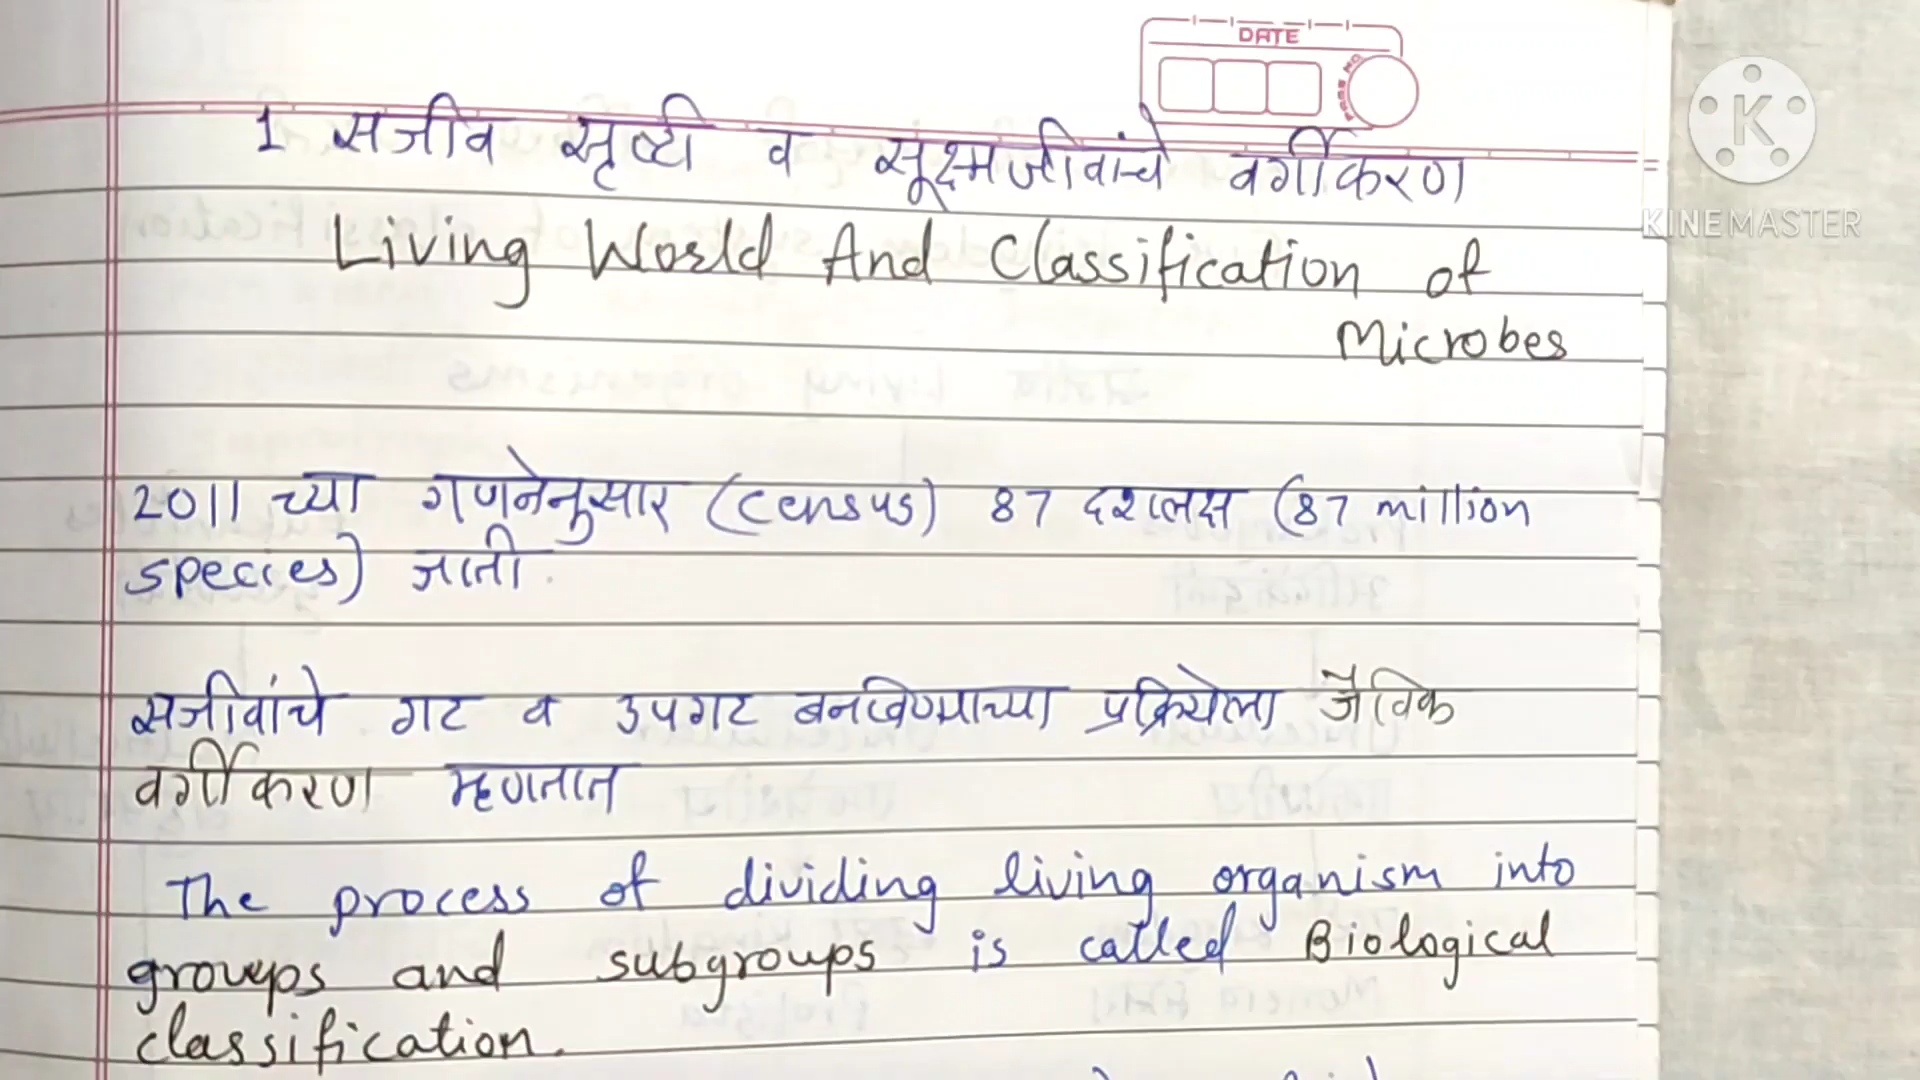 DATE
PAGE NO.
1 सजीव सृष्टी व सूक्ष्मजीवांचे वर्गीकरण
KINEMASTER
Living World And Classification of
Microbes
2011 च्या गणनेनुसार (census) 87 दशलक्ष (87 million
species) जाती.
सजीवांचे गट व उपगट बनविण्याच्या प्रक्रियेला जैविक
वर्गीकरण म्हणतात
The process of dividing living organism into
groups and subgroups is called Biological
classification.